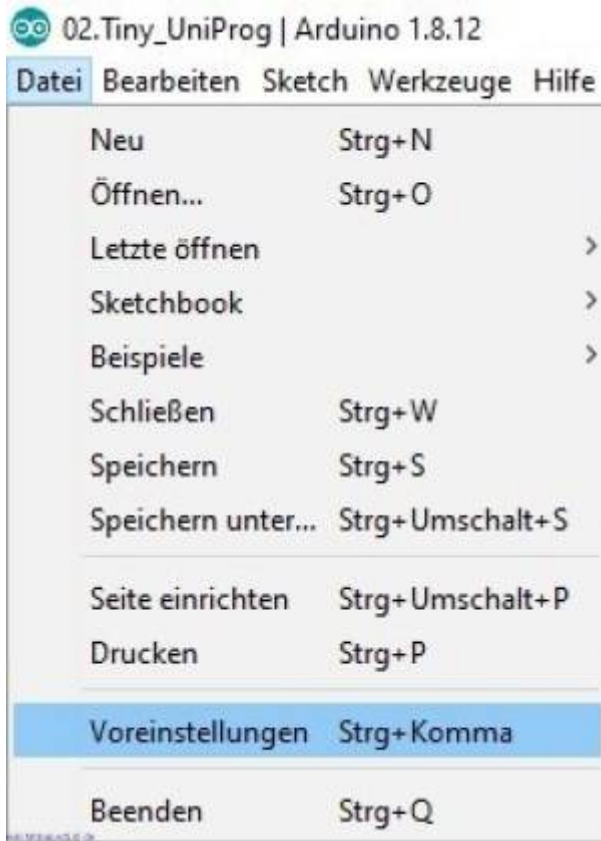 02.Tiny_UniProg | Arduino 1.8.12
Datei Bearbeiten Sketch Werkzeuge Hilfe
Neu Strg+N
Öffnen... Strg+O
Letzte öffnen
Sketchbook
Beispiele
Schließen Strg+W
Speichern Strg+S
Speichern unter... Strg+Umschalt+S
Seite einrichten Strg+Umschalt+P
Drucken Strg+P
Voreinstellungen Strg+Komma
Beenden Strg+Q